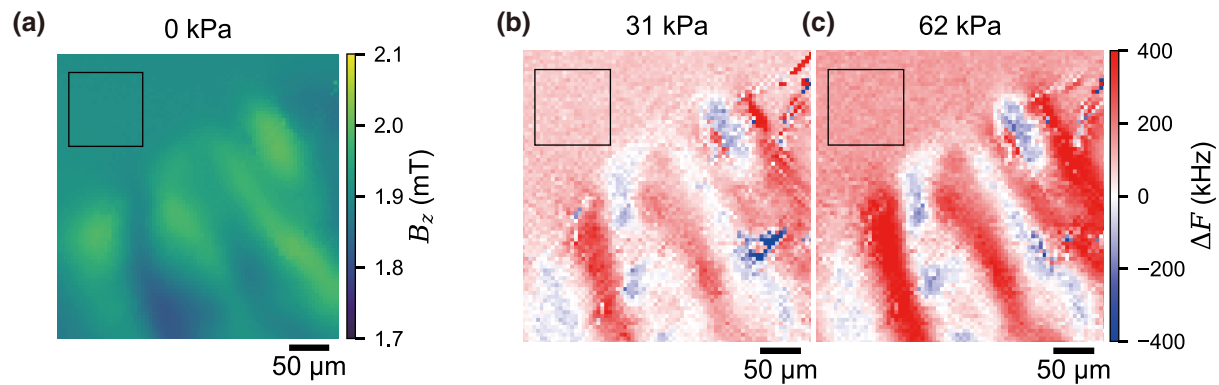 (a)
0 kPa
2.1
2.0
1.9
1.8
1.7
B_z (mT)
50 μm
(b)
31 kPa
50 μm
(c)
62 kPa
400
200
0
−200
−400
ΔF (kHz)
50 μm